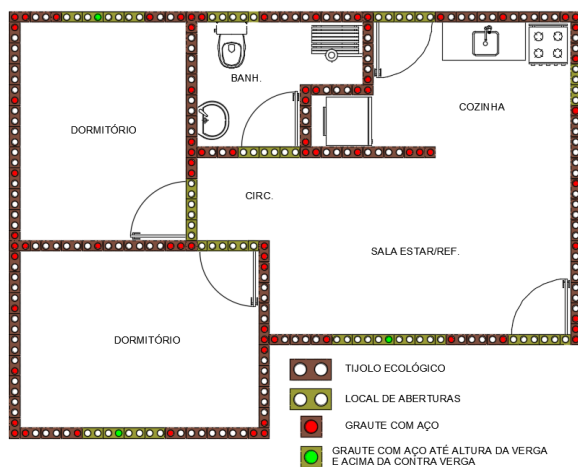 BANH.
COZINHA
DORMITÓRIO
CIRC.
SALA ESTAR/REF.
DORMITÓRIO
TIJOLO ECOLÓGICO
LOCAL DE ABERTURAS
GRAUTE COM AÇO
GRAUTE COM AÇO ATÉ ALTURA DA VERGA
E ACIMA DA CONTRA VERGA